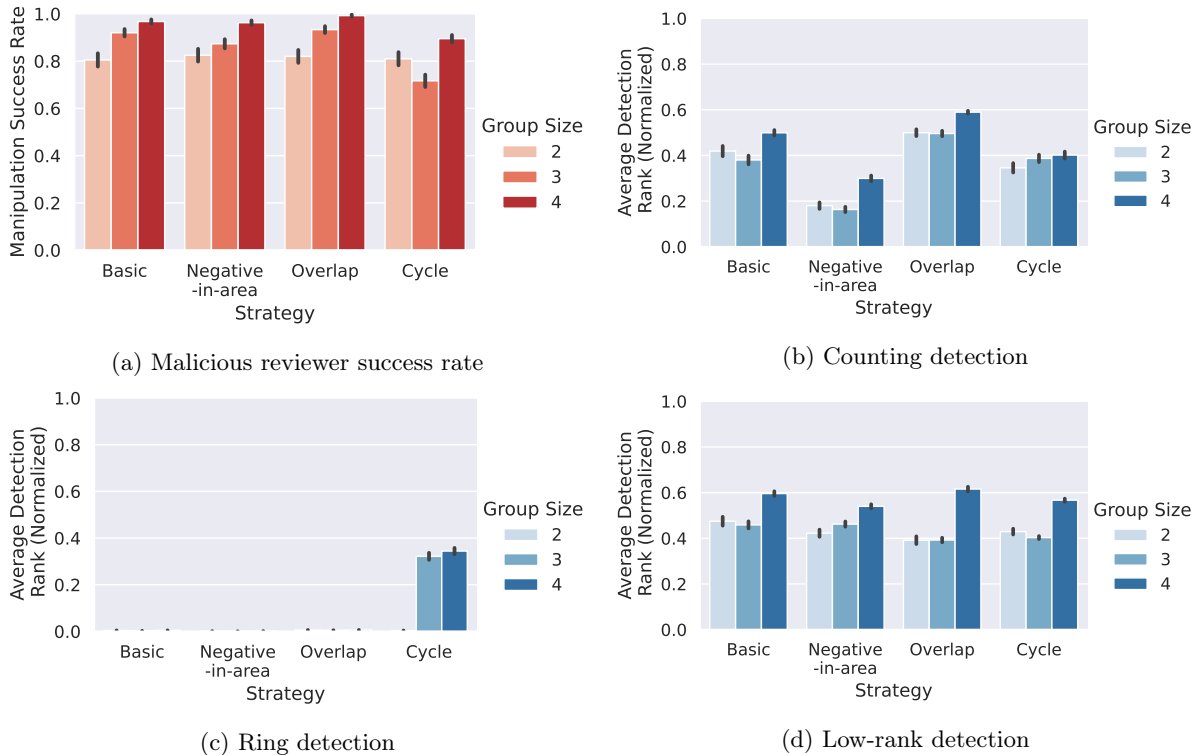 Manipulation Success Rate
1.0
0.8
0.6
0.4
0.2
0.0
Basic
Negative
-in-area
Overlap
Cycle
Strategy
Group Size
2
3
4
(a) Malicious reviewer success rate
Average Detection
Rank (Normalized)
1.0
0.8
0.6
0.4
0.2
0.0
Basic
Negative
-in-area
Overlap
Cycle
Strategy
Group Size
2
3
4
(b) Counting detection
Average Detection
Rank (Normalized)
1.0
0.8
0.6
0.4
0.2
0.0
Basic
Negative
-in-area
Overlap
Cycle
Strategy
Group Size
2
3
4
(c) Ring detection
Average Detection
Rank (Normalized)
1.0
0.8
0.6
0.4
0.2
0.0
Basic
Negative
-in-area
Overlap
Cycle
Strategy
Group Size
2
3
4
(d) Low-rank detection